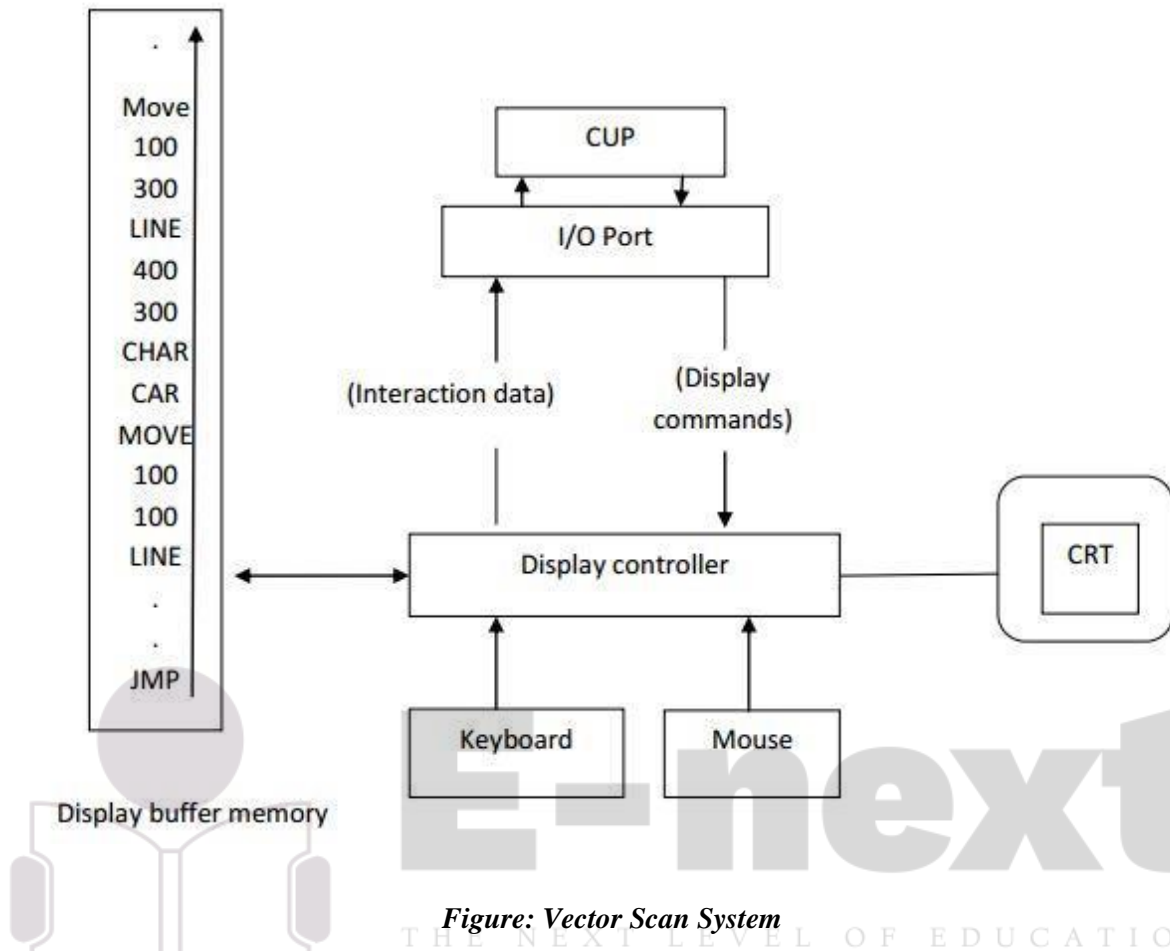 .
Move
100
300
LINE
400
300
CHAR
CAR
MOVE
100
100
LINE
.
.
JMP
Display buffer memory
CUP
I/O Port
(Interaction data)
(Display
commands)
Display controller
CRT
Keyboard
Mouse
E-next
Figure: Vector Scan System
THE NEXT LEVEL OF EDUCATIO